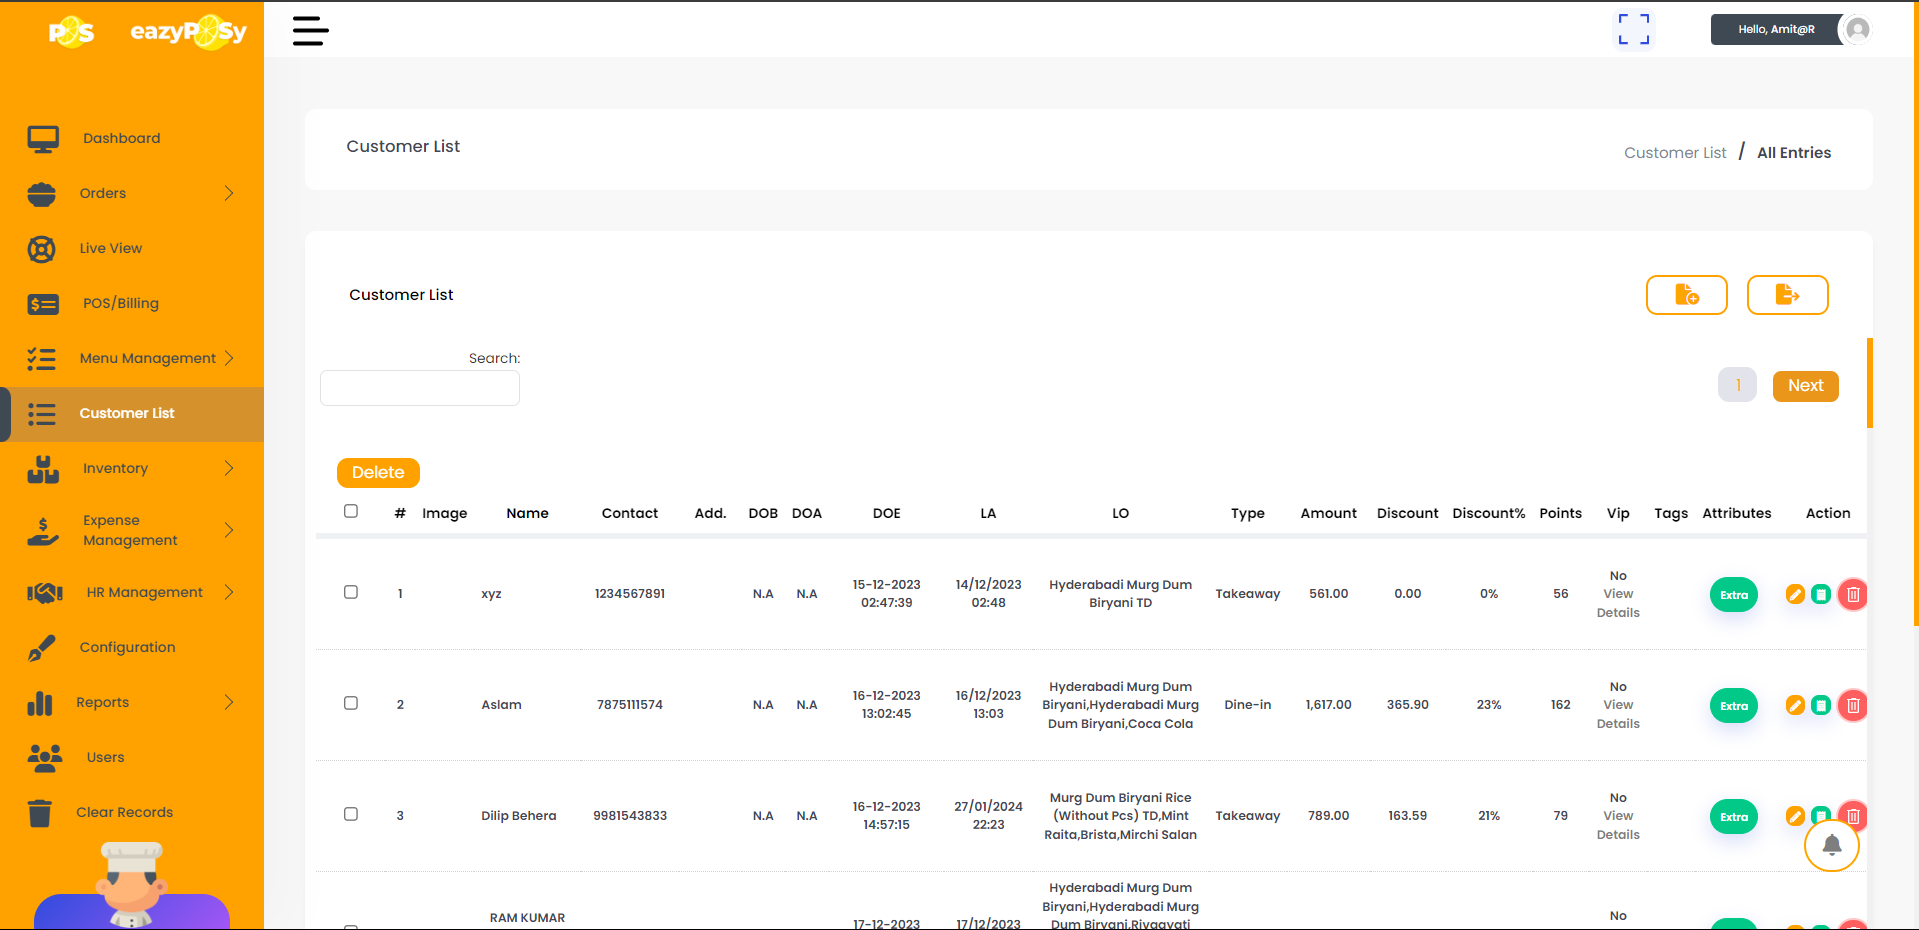 POS eazyPOSy
Hello, Amit@R
Dashboard
Orders
Live View
POS/Billing
Menu Management
Customer List
Inventory
Expense
Management
HR Management
Configuration
Reports
Users
Clear Records
Customer List
Customer List / All Entries
Customer List
Search:
1 Next
Delete
# Image Name Contact Add. DOB DOA DOE LA LO Type Amount Discount Discount% Points Vip Tags Attributes Action
1 xyz 1234567891 N.A N.A 15-12-2023 02:47:39 14/12/2023 02:48 Hyderabadi Murg Dum Biryani TD Takeaway 561.00 0.00 0% 56 No View Details Extra
2 Aslam 7875111574 N.A N.A 16-12-2023 13:02:45 16/12/2023 13:03 Hyderabadi Murg Dum Biryani,Hyderabadi Murg Dum Biryani,Coca Cola Dine-in 1,617.00 365.90 23% 162 No View Details Extra
3 Dilip Behera 9981543833 N.A N.A 16-12-2023 14:57:15 27/01/2024 22:23 Murg Dum Biryani Rice (Without Pcs) TD,Mint Raita,Brista,Mirchi Salan Takeaway 789.00 163.59 21% 79 No View Details Extra
RAM KUMAR 17-12-2023 17/12/2023 Hyderabadi Murg Dum Biryani,Hyderabadi Murg Dum Biryani,Riyayati No